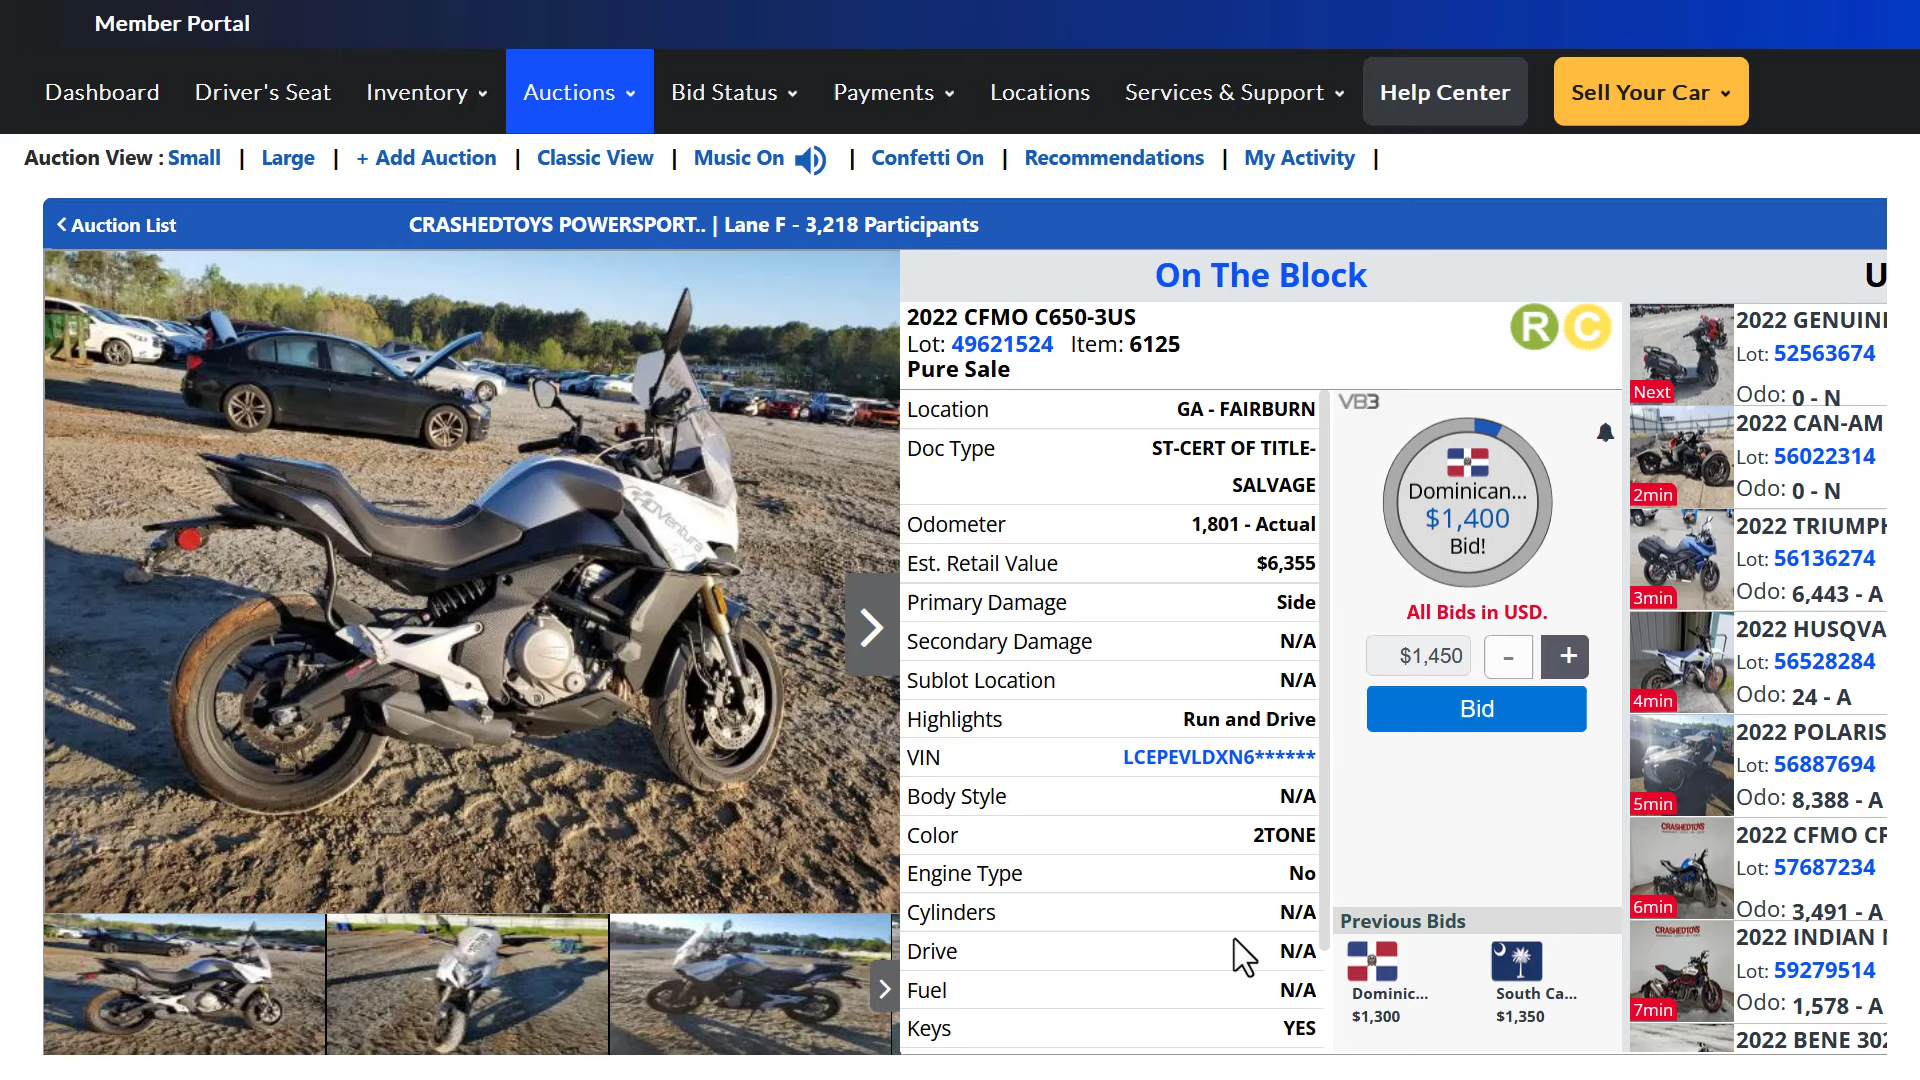 Member Portal
Dashboard Driver's Seat Inventory Auctions Bid Status Payments Locations Services & Support Help Center Sell Your Car
Auction View : Small | Large | + Add Auction | Classic View | Music On | Confetti On | Recommendations | My Activity |
Auction List CRASHEDTOYS POWERSPORT.. | Lane F - 3,218 Participants
On The Block
2022 CFMO C650-3US
Lot: 49621524 Item: 6125
Pure Sale
R C
Location GA - FAIRBURN
Doc Type ST-CERT OF TITLE-
SALVAGE
Odometer 1,801 - Actual
Est. Retail Value $6,355
Primary Damage Side
Secondary Damage N/A
Sublot Location N/A
Highlights Run and Drive
VIN LCEPEVLDXN6******
Body Style N/A
Color 2TONE
Engine Type No
Cylinders N/A
Drive N/A
Fuel N/A
Keys YES
VB3
Dominican...
$1,400
Bid!
All Bids in USD.
$1,450 - +
Bid
Previous Bids
Dominic... South Ca...
$1,300 $1,350
U
2022 GENUIN
Lot: 52563674
Next Odo: 0 - N
2022 CAN-AM
Lot: 56022314
2min Odo: 0 - N
2022 TRIUMPH
Lot: 56136274
3min Odo: 6,443 - A
2022 HUSQVA
Lot: 56528284
4min Odo: 24 - A
2022 POLARIS
Lot: 56887694
5min Odo: 8,388 - A
CRASHEDTOYS
2022 CFMO CF
Lot: 57687234
6min Odo: 3,491 - A
CRASHEDTOYS
2022 INDIAN
Lot: 59279514
7min Odo: 1,578 - A
2022 BENE 302